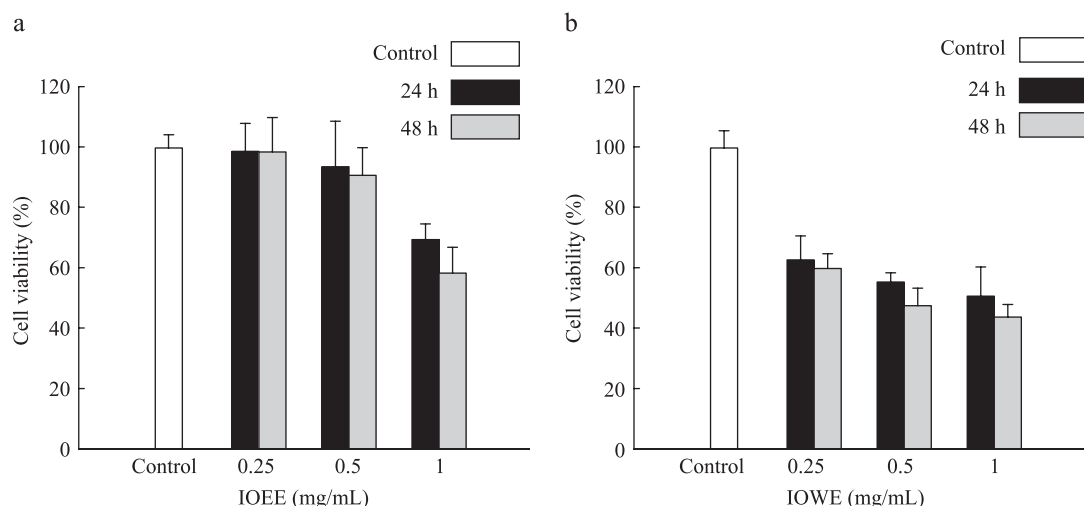 a
Control
24 h
48 h
120
100
80
60
40
20
0
Cell viability (%)
Control 0.25 0.5 1
IOEE (mg/mL)
b
Control
24 h
48 h
120
100
80
60
40
20
0
Cell viability (%)
Control 0.25 0.5 1
IOWE (mg/mL)